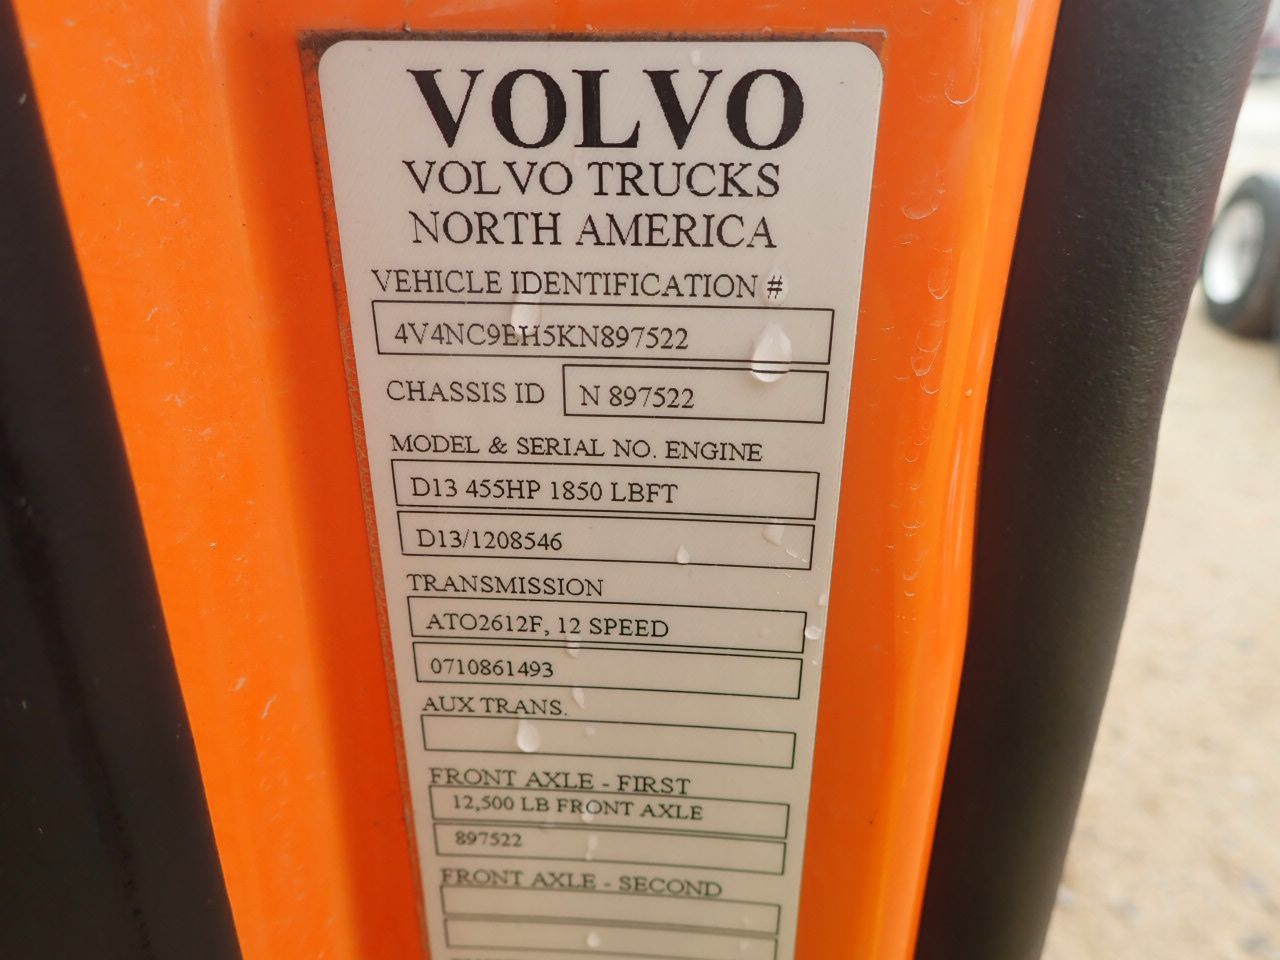 VOLVO
VOLVO TRUCKS
NORTH AMERICA
VEHICLE IDENTIFICATION #
4V4NC9EH5KN897522
CHASSIS ID N 897522
MODEL & SERIAL NO. ENGINE
D13 455HP 1850 LBFT
D13/1208546
TRANSMISSION
ATO2612F, 12 SPEED
0710861493
AUX TRANS.
FRONT AXLE - FIRST
12,500 LB FRONT AXLE
897522
FRONT AXLE - SECOND